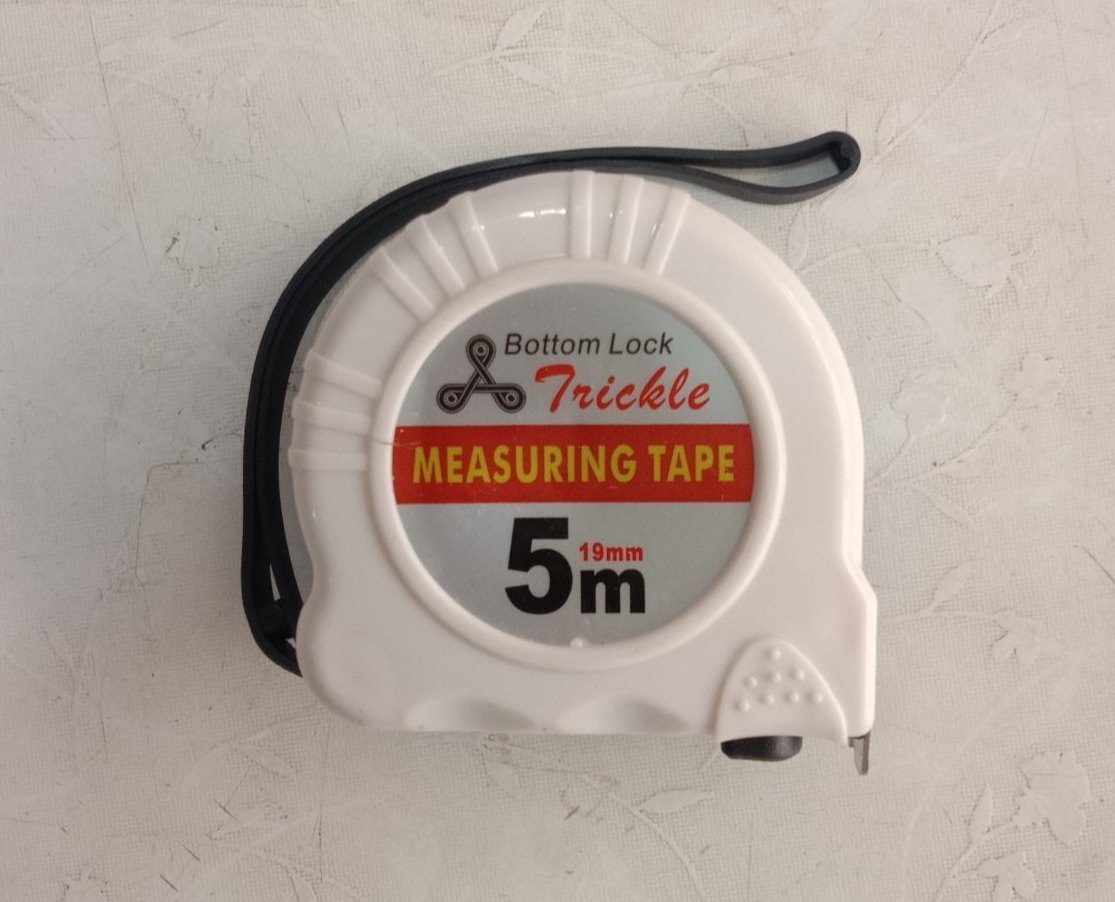 Bottom Lock
Trickle
MEASURING TAPE
5m
19mm